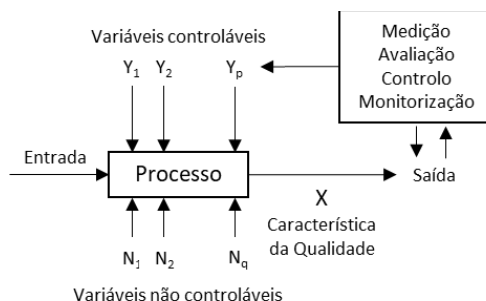 Variáveis controláveis
Y1 Y2 Yp
Medição
Avaliação
Controlo
Monitorização
Entrada
Processo
Saída
X
Característica
da Qualidade
N1 N2 Nq
Variáveis não controláveis